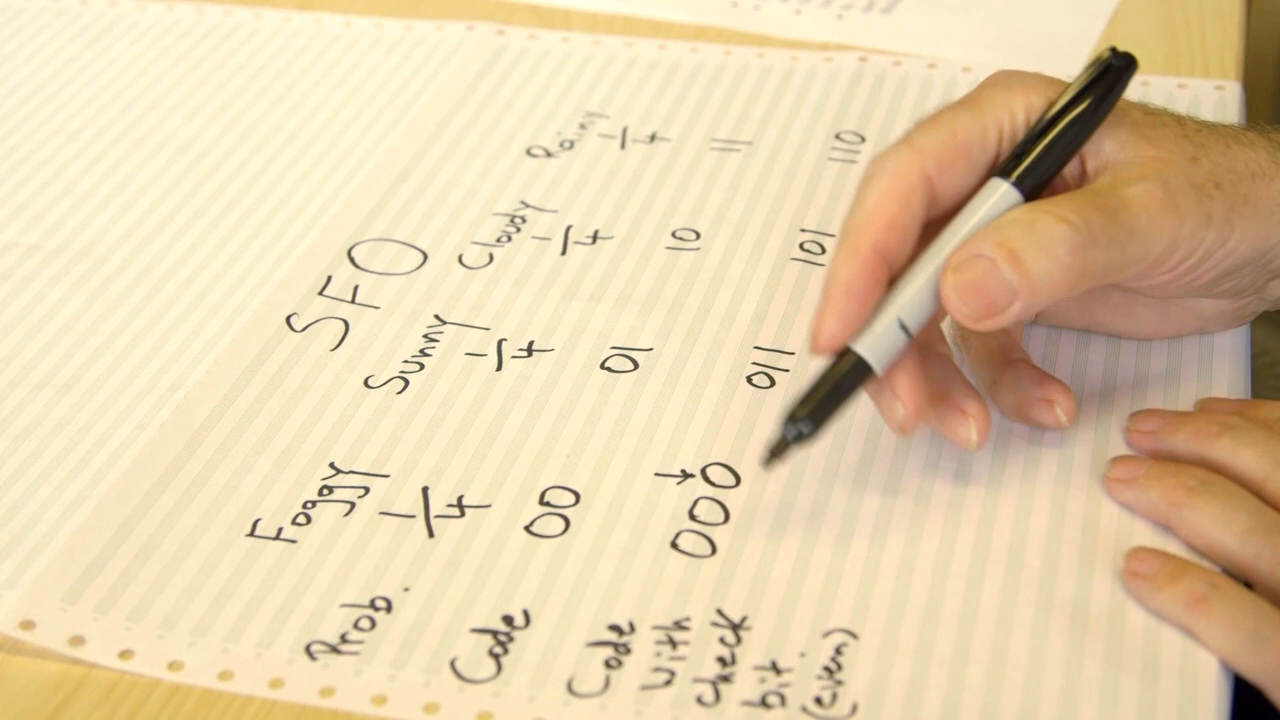 SFO
Foggy Sunny Cloudy Rainy
Prob. 1/4 1/4 1/4 1/4
Code 00 01 10 11
Code with check bit (even) 000 011 101 110